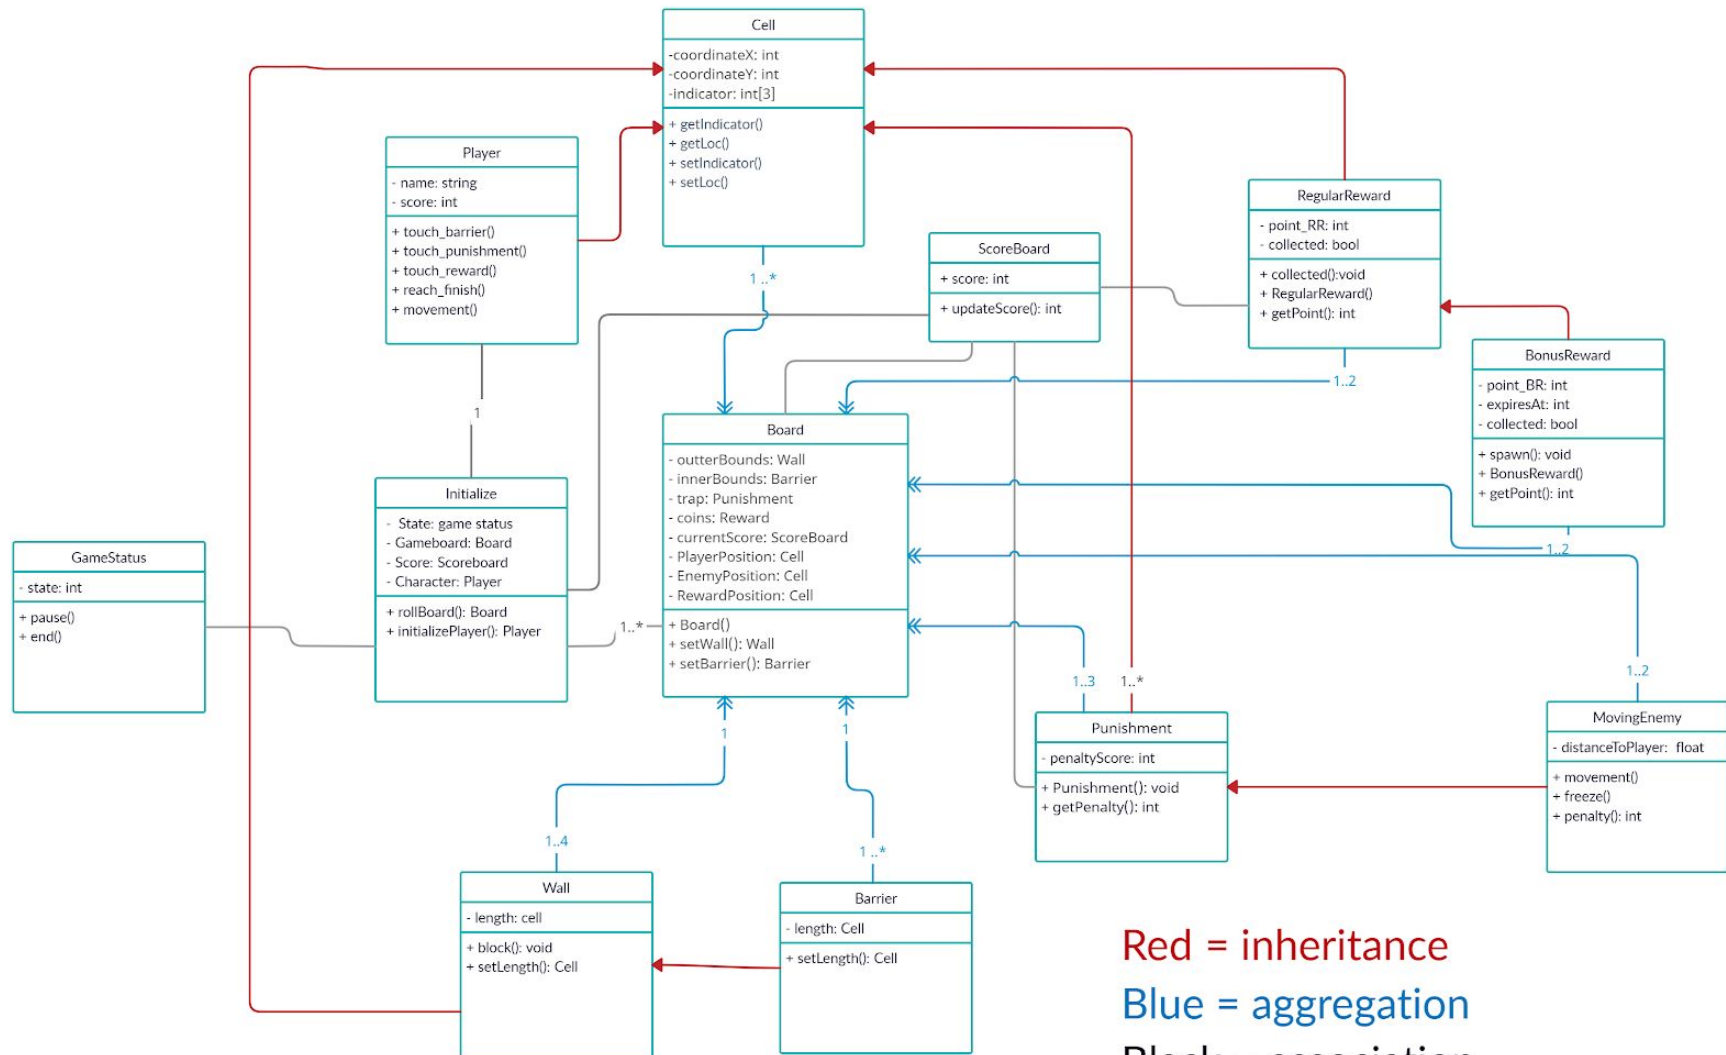 Cell
-coordinateX: int
-coordinateY: int
-indicator: int[3]
+ getIndicator()
+ getLoc()
+ setIndicator()
+ setLoc()
Player
- name: string
- score: int
+ touch_barrier()
+ touch_punishment()
+ touch_reward()
+ reach_finish()
+ movement()
RegularReward
- point_RR: int
- collected: bool
+ collected():void
+ RegularReward()
+ getPoint(): int
ScoreBoard
+ score: int
+ updateScore(): int
1 ..*
1..2
BonusReward
- point_BR: int
- expiresAt: int
- collected: bool
+ spawn(): void
+ BonusReward()
+ getPoint(): int
1..2
1
Board
- outterBounds: Wall
- innerBounds: Barrier
- trap: Punishment
- coins: Reward
- currentScore: ScoreBoard
- PlayerPosition: Cell
- EnemyPosition: Cell
- RewardPosition: Cell
+ Board()
+ setWall(): Wall
+ setBarrier(): Barrier
Initialize
- State: game status
- Gameboard: Board
- Score: Scoreboard
- Character: Player
+ rollBoard(): Board
+ initializePlayer(): Player
GameStatus
- state: int
+ pause()
+ end()
1..*
1..3
1..*
1..2
Punishment
- penaltyScore: int
+ Punishment(): void
+ getPenalty(): int
MovingEnemy
- distanceToPlayer: float
+ movement()
+ freeze()
+ penalty(): int
1
1
1..4
1 ..*
Wall
- length: cell
+ block(): void
+ setLength(): Cell
Barrier
- length: Cell
+ setLength(): Cell
Red = inheritance
Blue = aggregation
Black = association